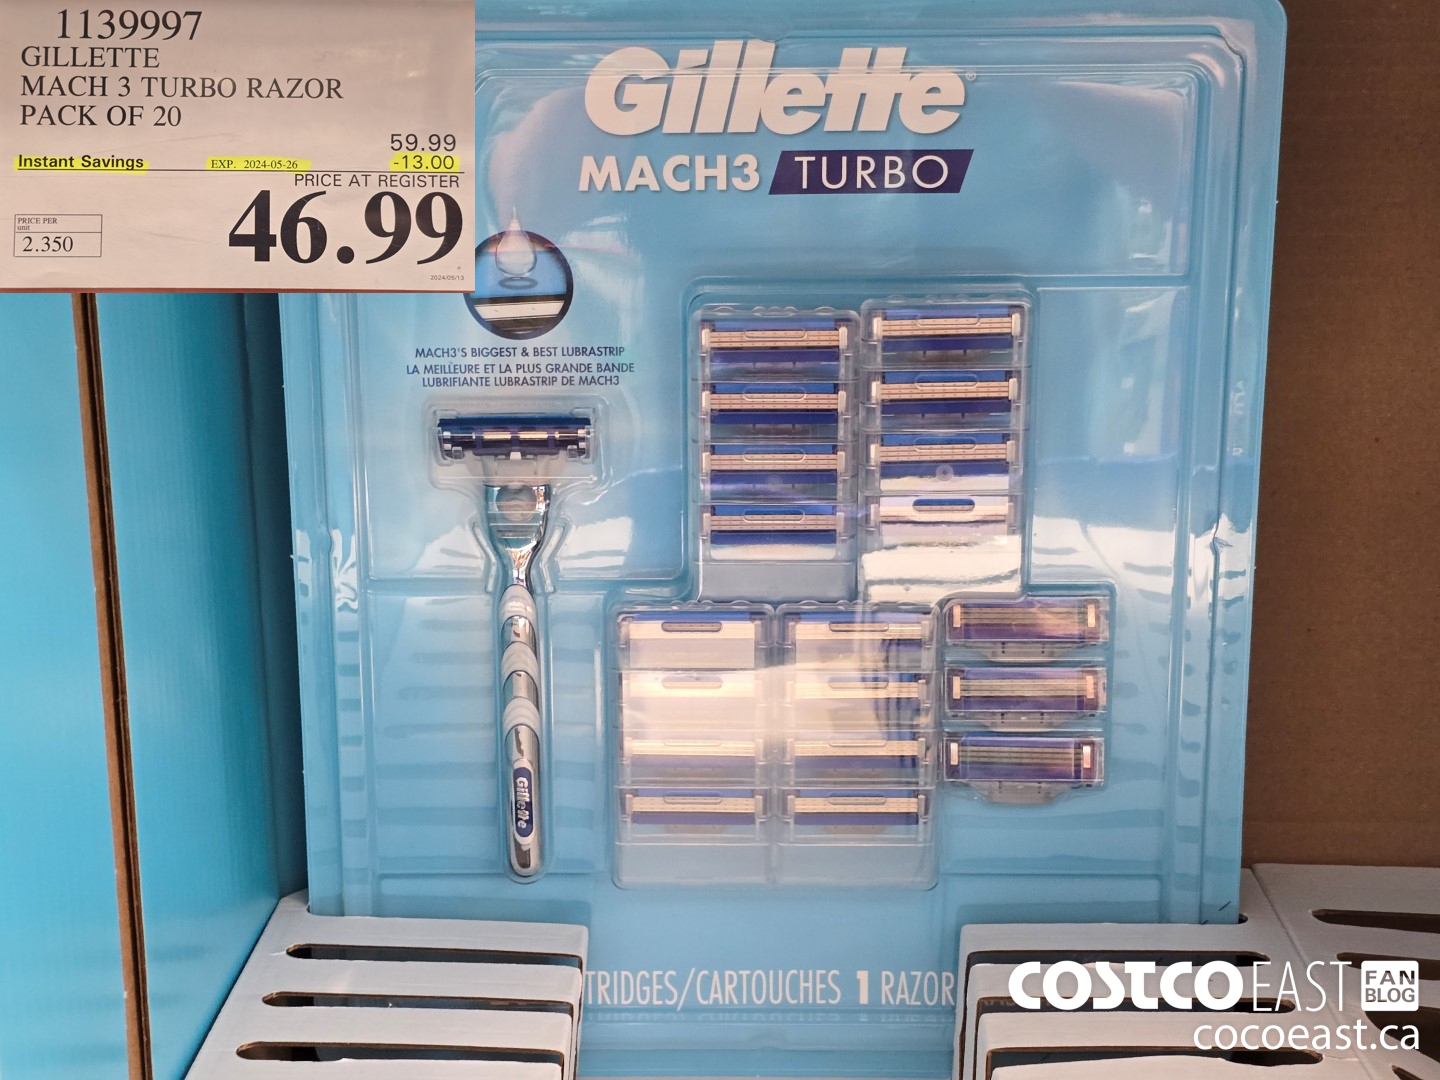 1139997
GILLETTE
MACH 3 TURBO RAZOR
PACK OF 20
59.99
Instant Savings EXP. 2024-05-26 -13.00
PRICE AT REGISTER
46.99
PRICE PER
unit
2.350
2024/05/13
Gillette®
MACH3 TURBO
MACH3'S BIGGEST & BEST LUBRASTRIP
LA MEILLEURE ET LA PLUS GRANDE BANDE
LUBRIFIANTE LUBRASTRIP DE MACH3
Gillette
TRIDGES/CARTOUCHES 1 RAZOR
COSTCO EAST FAN BLOG
cocoeast.ca